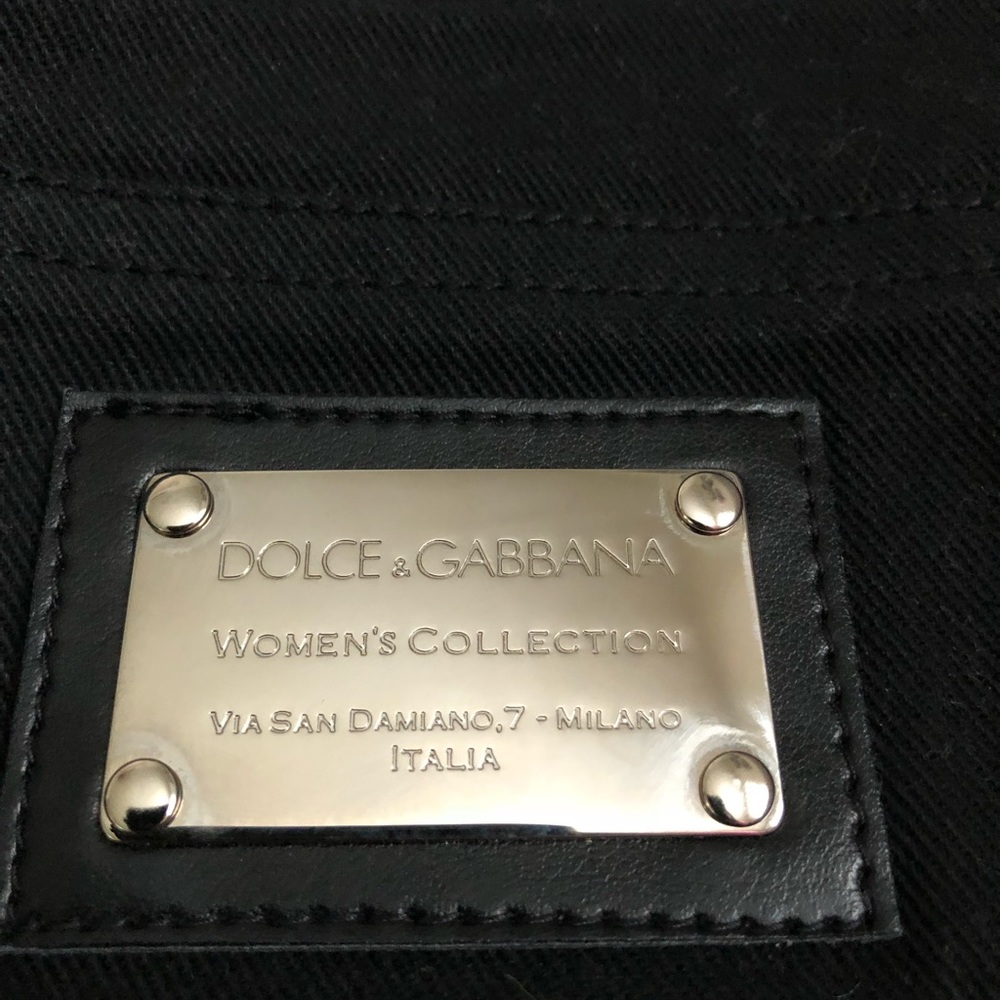 DOLCE & GABBANA
WOMEN'S COLLECTION
VIA SAN DAMIANO,7 - MILANO
ITALIA